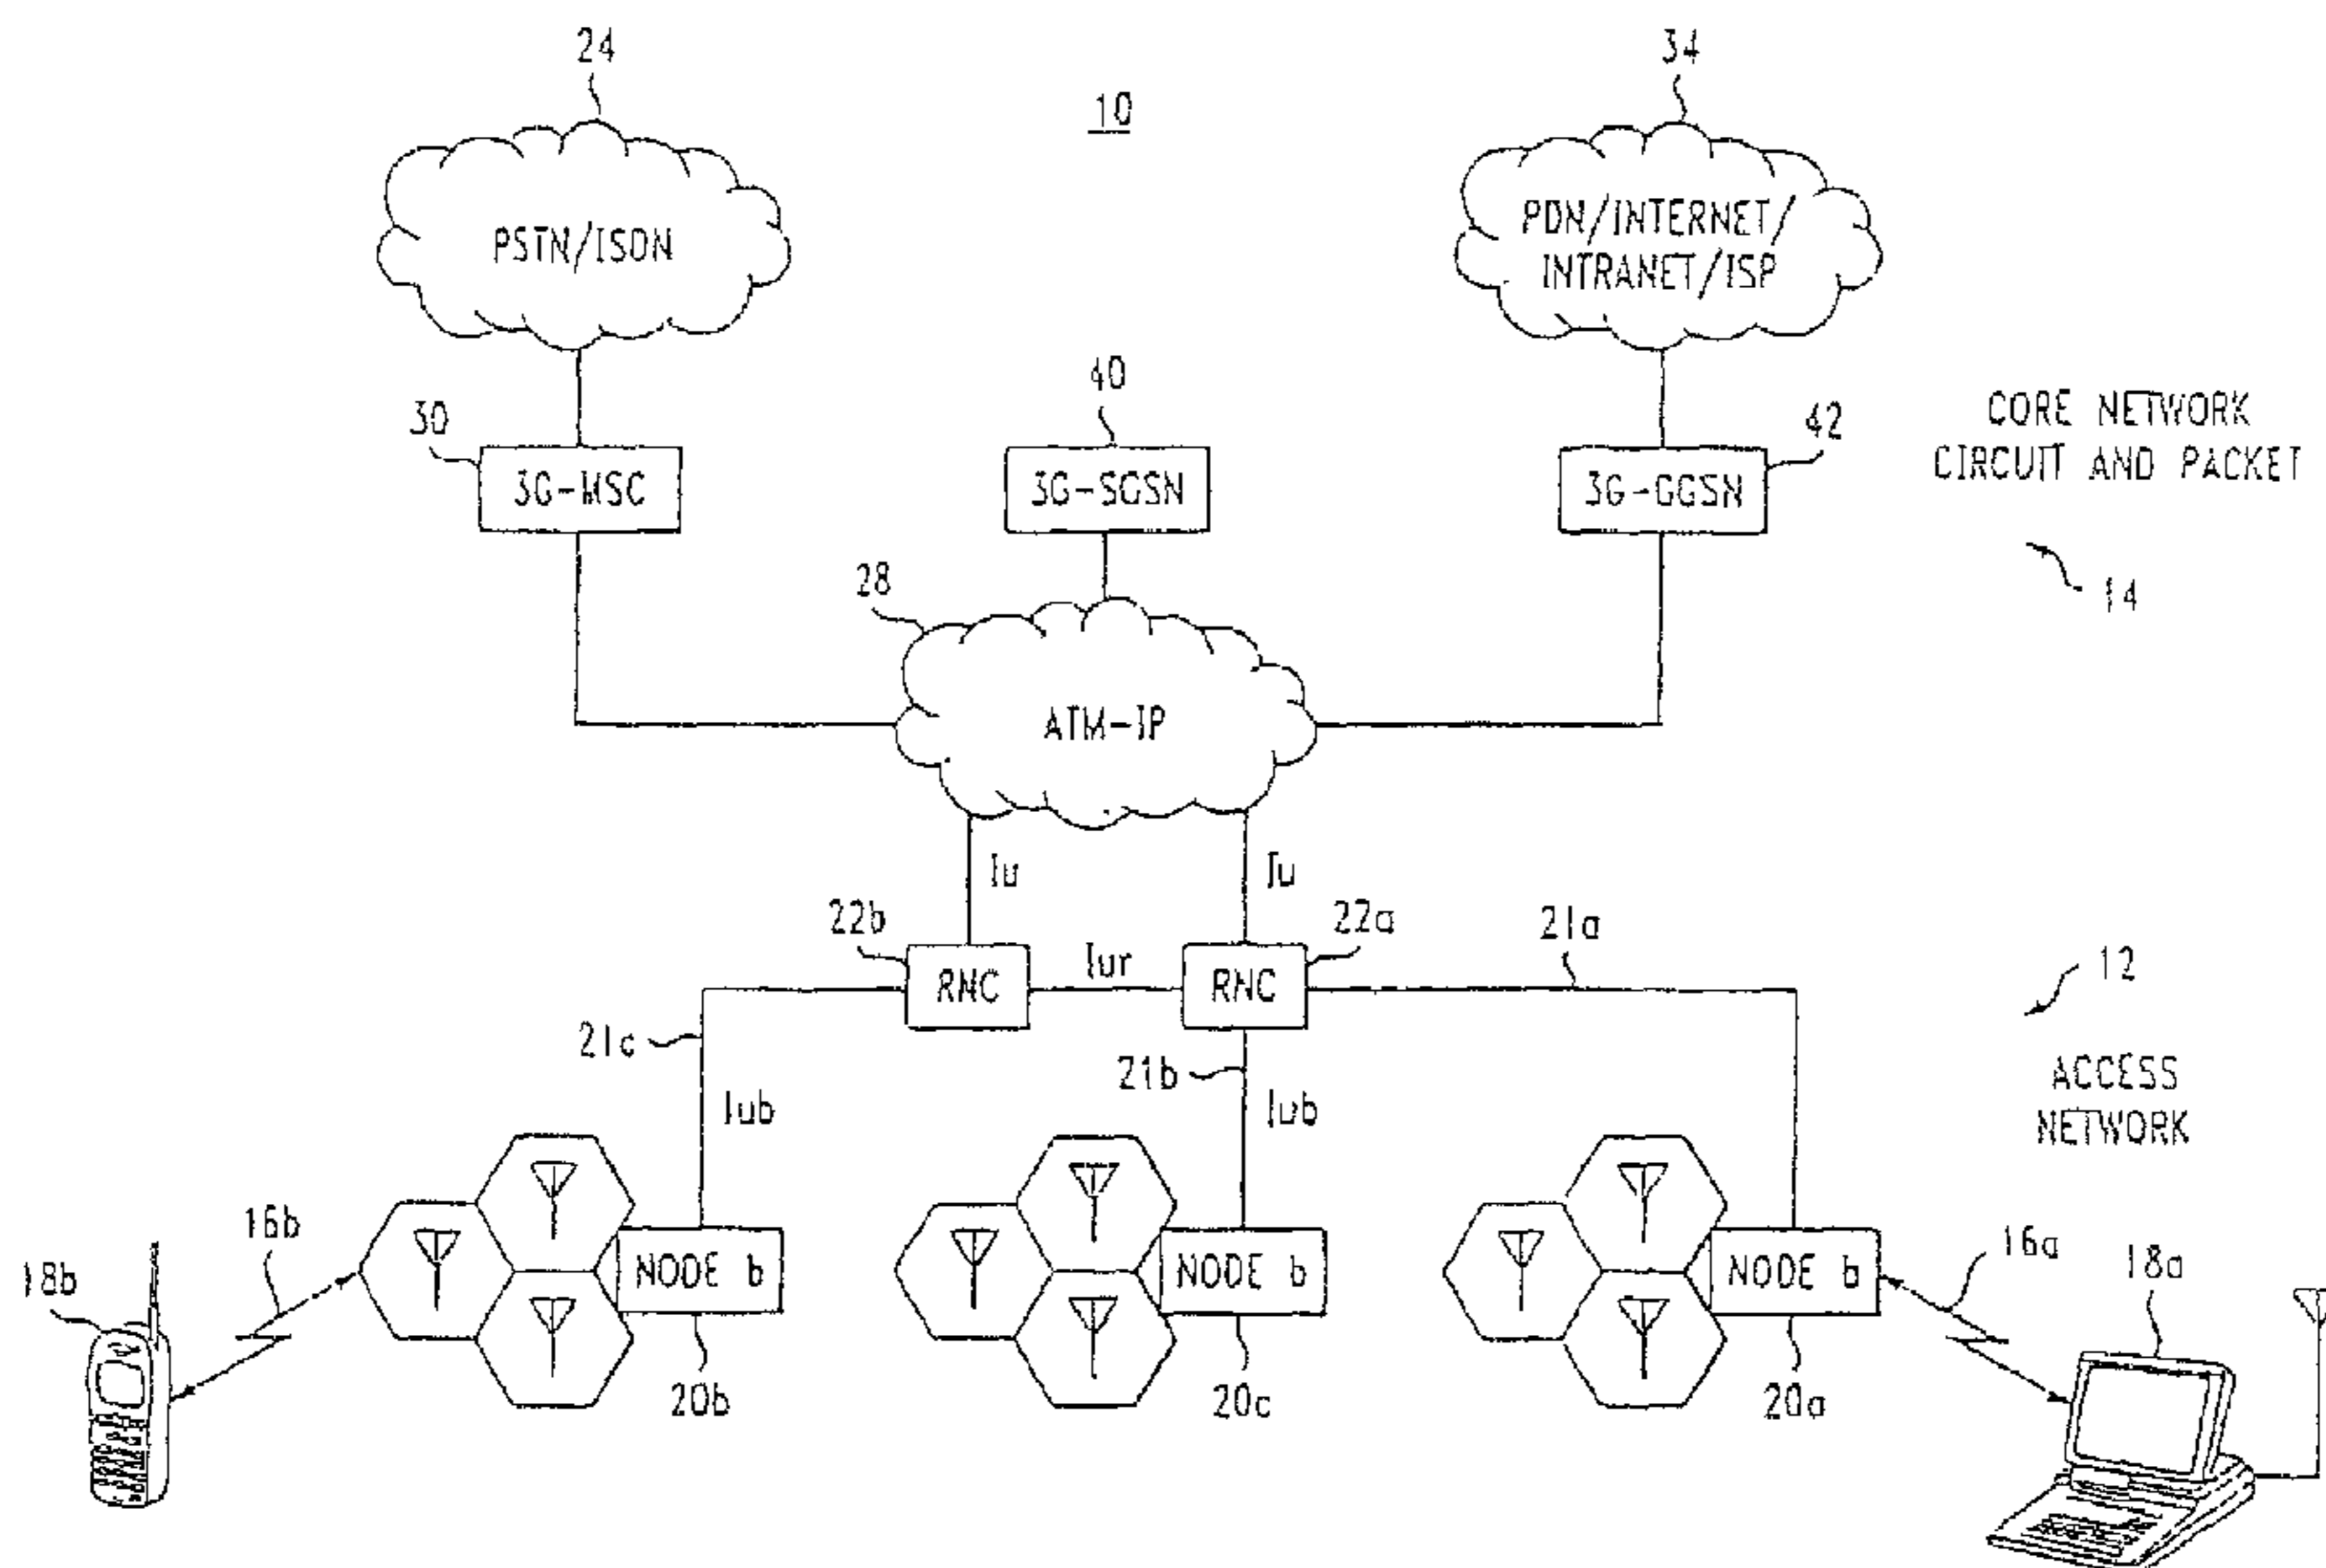 24
34
10
PSTN/ISDN
PDN/INTERNET/
INTRANET/ISP
30
40
42
CORE NETWORK
CIRCUIT AND PACKET
3G-MSC
3G-SGSN
3G-GGSN
14
28
ATM-IP
Iu
Iu
22b
22a
21a
12
RNC
Iur
RNC
21c
21b
ACCESS
NETWORK
Iub
Iub
16b
16a
18b
18a
NODE b
NODE b
NODE b
20b
20c
20a